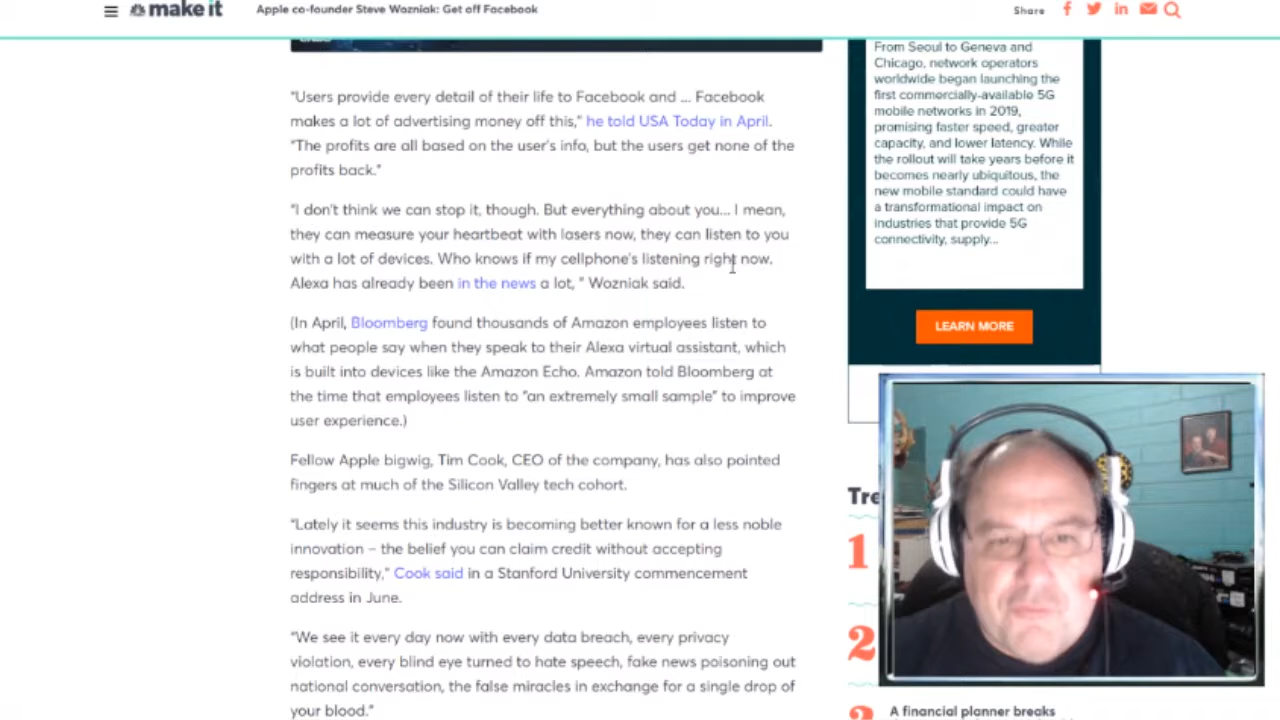 make it
Apple co-founder Steve Wozniak: Get off Facebook
Share
"Users provide every detail of their life to Facebook and ... Facebook
makes a lot of advertising money off this," he told USA Today in April.
"The profits are all based on the user's info, but the users get none of the
profits back."
"I don't think we can stop it, though. But everything about you... I mean,
they can measure your heartbeat with lasers now, they can listen to you
with a lot of devices. Who knows if my cellphone's listening right now.
Alexa has already been in the news a lot, " Wozniak said.
(In April, Bloomberg found thousands of Amazon employees listen to
what people say when they speak to their Alexa virtual assistant, which
is built into devices like the Amazon Echo. Amazon told Bloomberg at
the time that employees listen to "an extremely small sample" to improve
user experience.)
Fellow Apple bigwig, Tim Cook, CEO of the company, has also pointed
fingers at much of the Silicon Valley tech cohort.
"Lately it seems this industry is becoming better known for a less noble
innovation – the belief you can claim credit without accepting
responsibility," Cook said in a Stanford University commencement
address in June.
"We see it every day now with every data breach, every privacy
violation, every blind eye turned to hate speech, fake news poisoning out
national conversation, the false miracles in exchange for a single drop of
your blood."
From Seoul to Geneva and
Chicago, network operators
worldwide began launching the
first commercially-available 5G
mobile networks in 2019,
promising faster speed, greater
capacity, and lower latency. While
the rollout will take years before it
becomes nearly ubiquitous, the
new mobile standard could have
a transformational impact on
industries that provide 5G
connectivity, supply...
LEARN MORE
Tre
1
2
A financial planner breaks